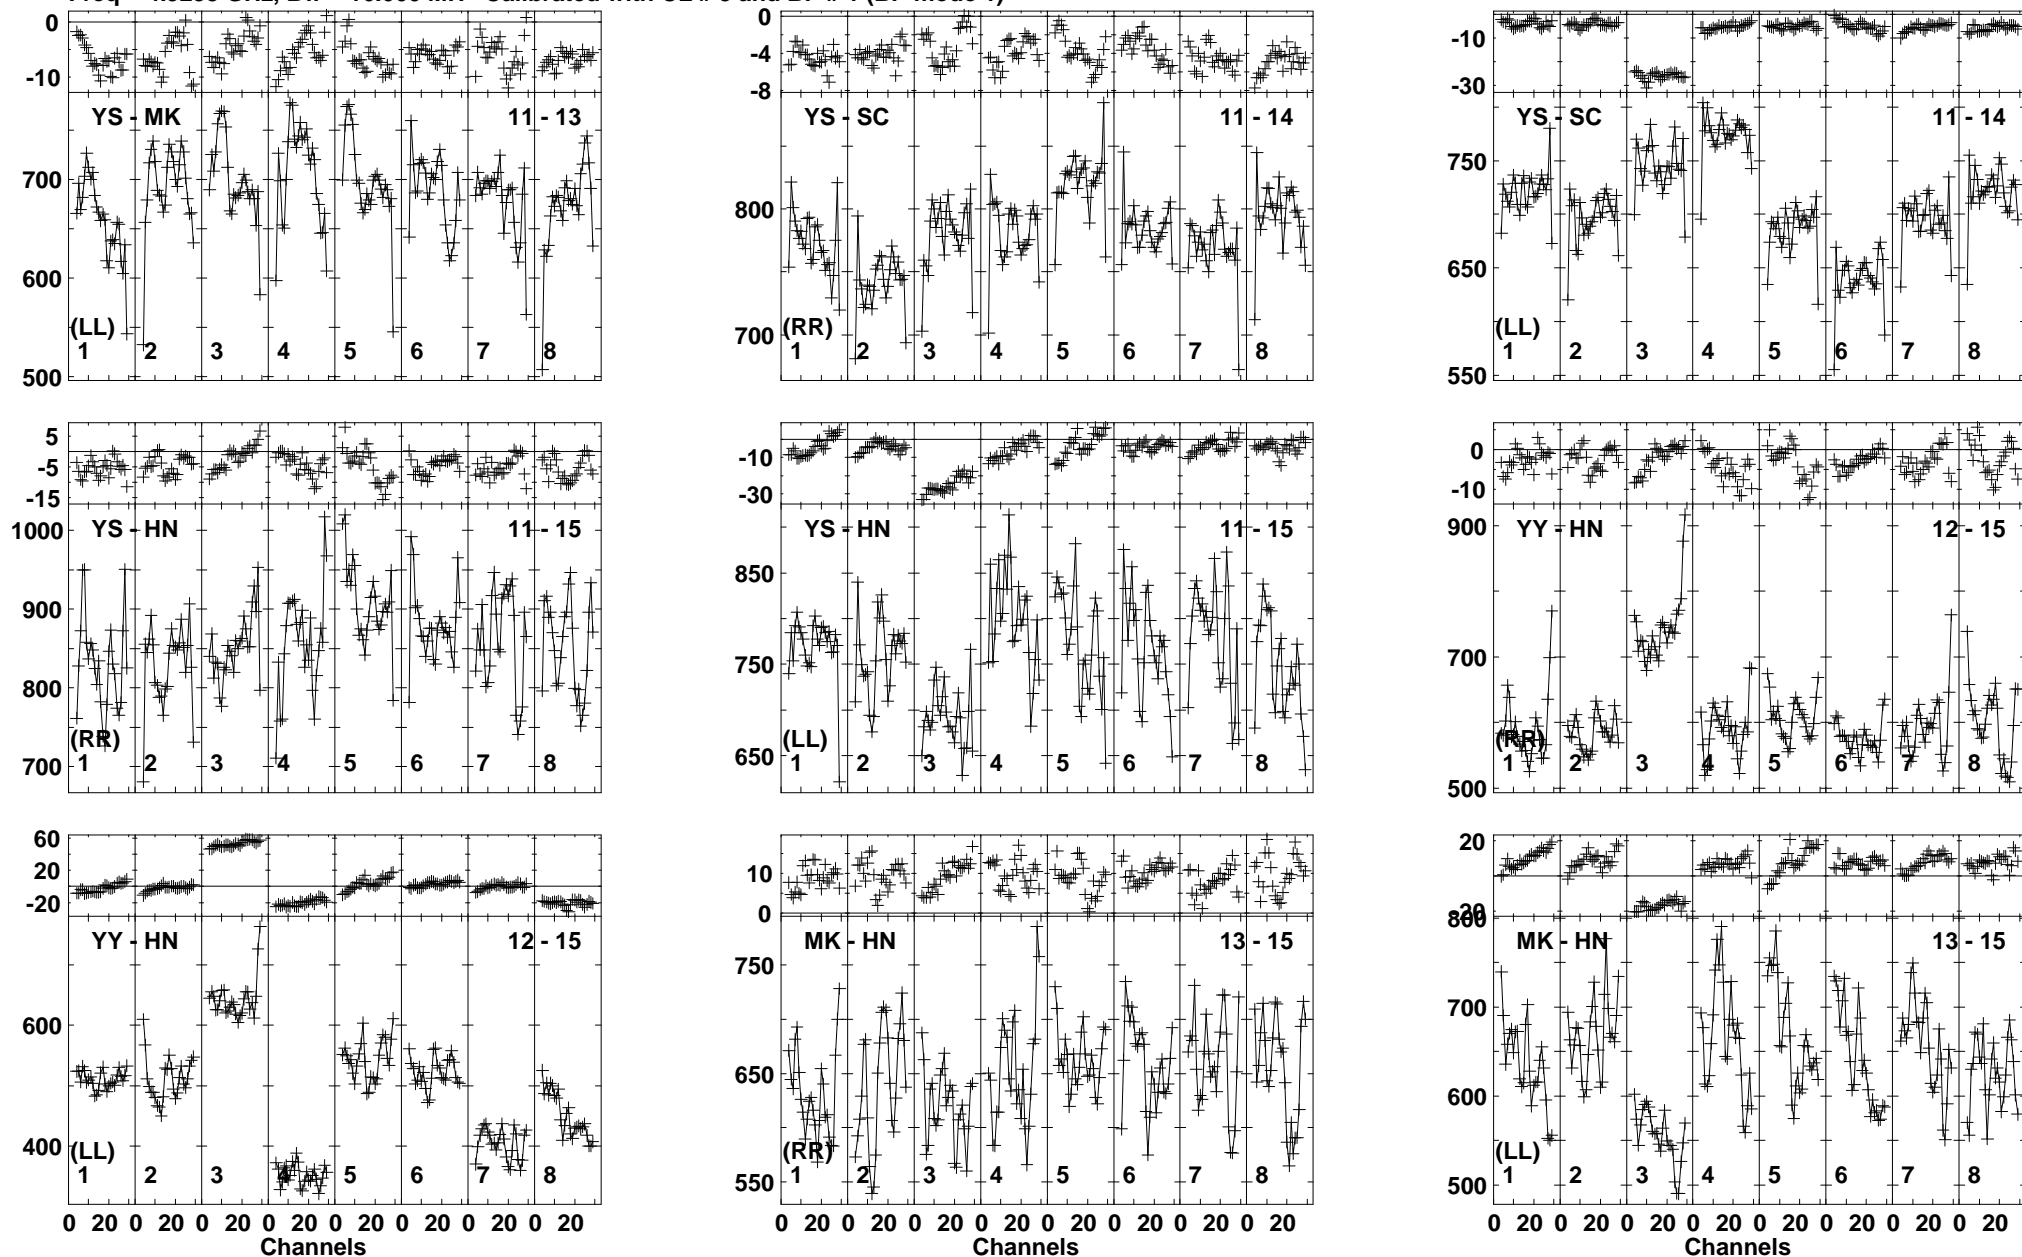 0 0
-10 -4 -10
-8 -30
YS - MK 11 - 13 YS - SC 11 - 14 YS - SC 11 - 14
700 800 750
600 700 650
(LL) (RR) (LL)
1 2 3 4 5 6 7 8 1 2 3 4 5 6 7 8 1 2 3 4 5 6 7 8
500 550
5 -10 0
-5 -30 -10
-15
1000 YS - HN 11 - 15 YS - HN 11 - 15 900 YY - HN 12 - 15
900 850 700
800 750
(RR) (LL) (RR)
700 1 2 3 4 5 6 7 8 650 1 2 3 4 5 6 7 8 500 1 2 3 4 5 6 7 8
60 20
20 10
-20 0 -20
YY - HN 12 - 15 MK - HN 13 - 15 800 MK - HN 13 - 15
600 750 700
400 650 600
(LL) (RR) (LL)
1 2 3 4 5 6 7 8 550 1 2 3 4 5 6 7 8 500 1 2 3 4 5 6 7 8
0 20 0 20 0 20 0 20 0 20 0 20 0 20 0 20 0 20 0 20 0 20 0 20 0 20 0 20 0 20 0 20 0 20 0 20 0 20 0 20 0 20 0 20 0 20 0 20
Channels Channels Channels